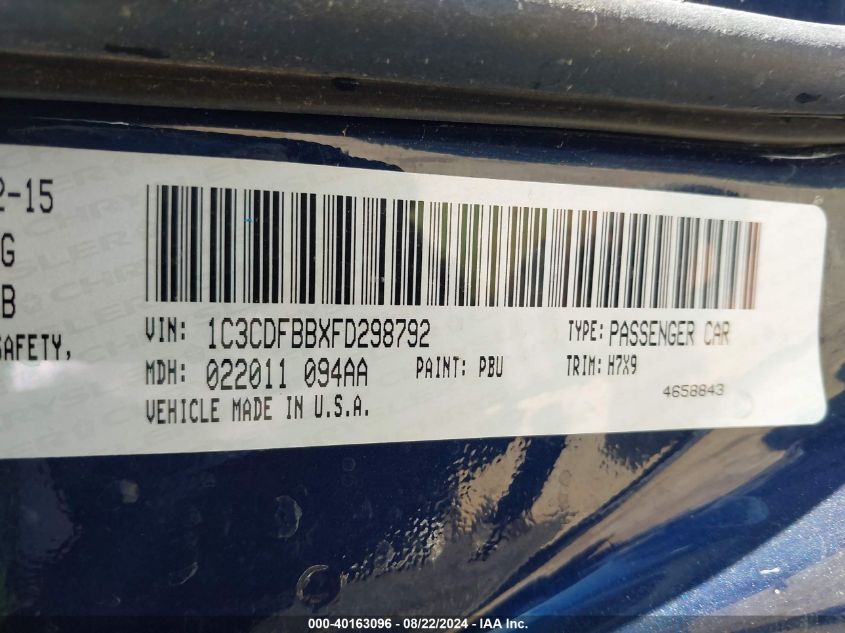 2-15
G
B
SAFETY,
VIN: 1C3CDFBBXFD298792 TYPE: PASSENGER CAR
MDH: 022011 094AA PAINT: PBU TRIM: H7X9
4658843
VEHICLE MADE IN U.S.A.
000-40163096 - 08/22/2024 - IAA Inc.